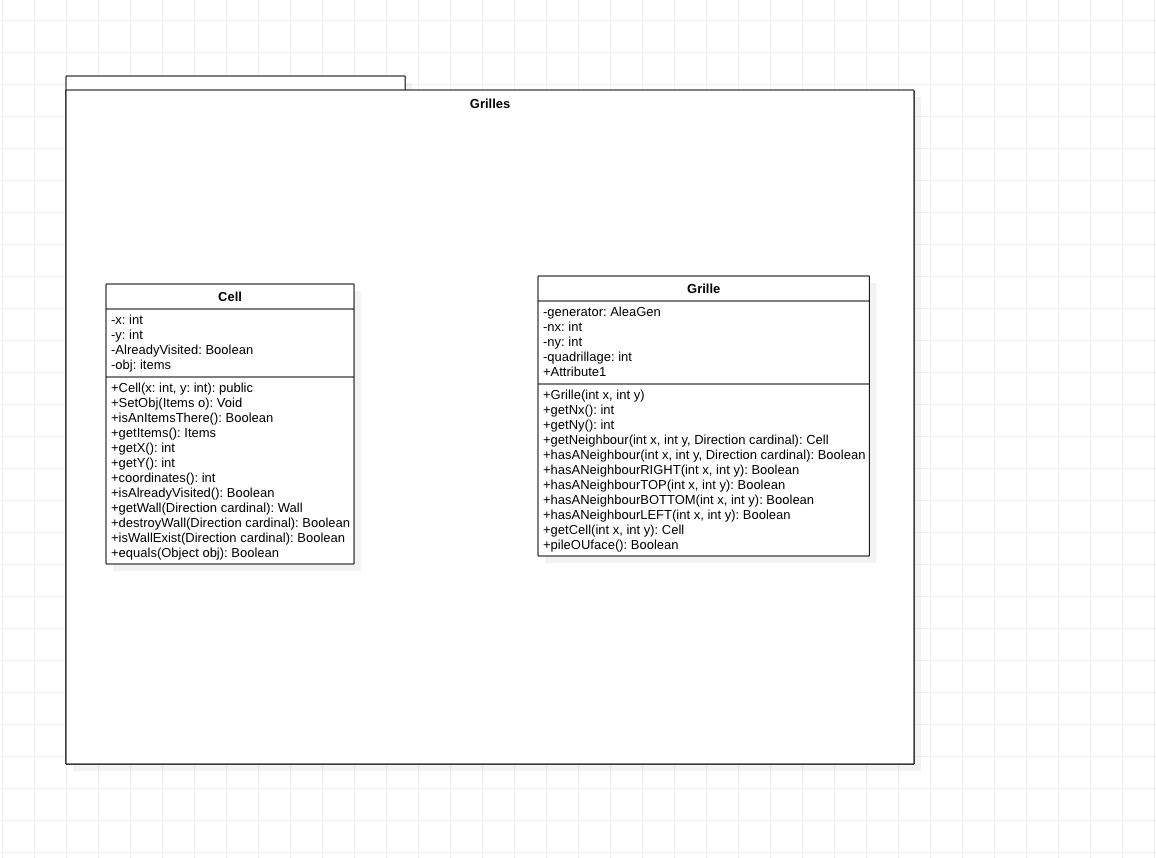 Grilles
Cell
-x: int
-y: int
-AlreadyVisited: Boolean
-obj: items
+Cell(x: int, y: int): public
+SetObj(Items o): Void
+isAnItemsThere(): Boolean
+getItems(): Items
+getX(): int
+getY(): int
+coordinates(): int
+isAlreadyVisited(): Boolean
+getWall(Direction cardinal): Wall
+destroyWall(Direction cardinal): Boolean
+isWallExist(Direction cardinal): Boolean
+equals(Object obj): Boolean
Grille
-generator: AleaGen
-nx: int
-ny: int
-quadrillage: int
+Attribute1
+Grille(int x, int y)
+getNx(): int
+getNy(): int
+getNeighbour(int x, int y, Direction cardinal): Cell
+hasANeighbour(int x, int y, Direction cardinal): Boolean
+hasANeighbourRIGHT(int x, int y): Boolean
+hasANeighbourTOP(int x, int y): Boolean
+hasANeighbourBOTTOM(int x, int y): Boolean
+hasANeighbourLEFT(int x, int y): Boolean
+getCell(int x, int y): Cell
+pileOUface(): Boolean